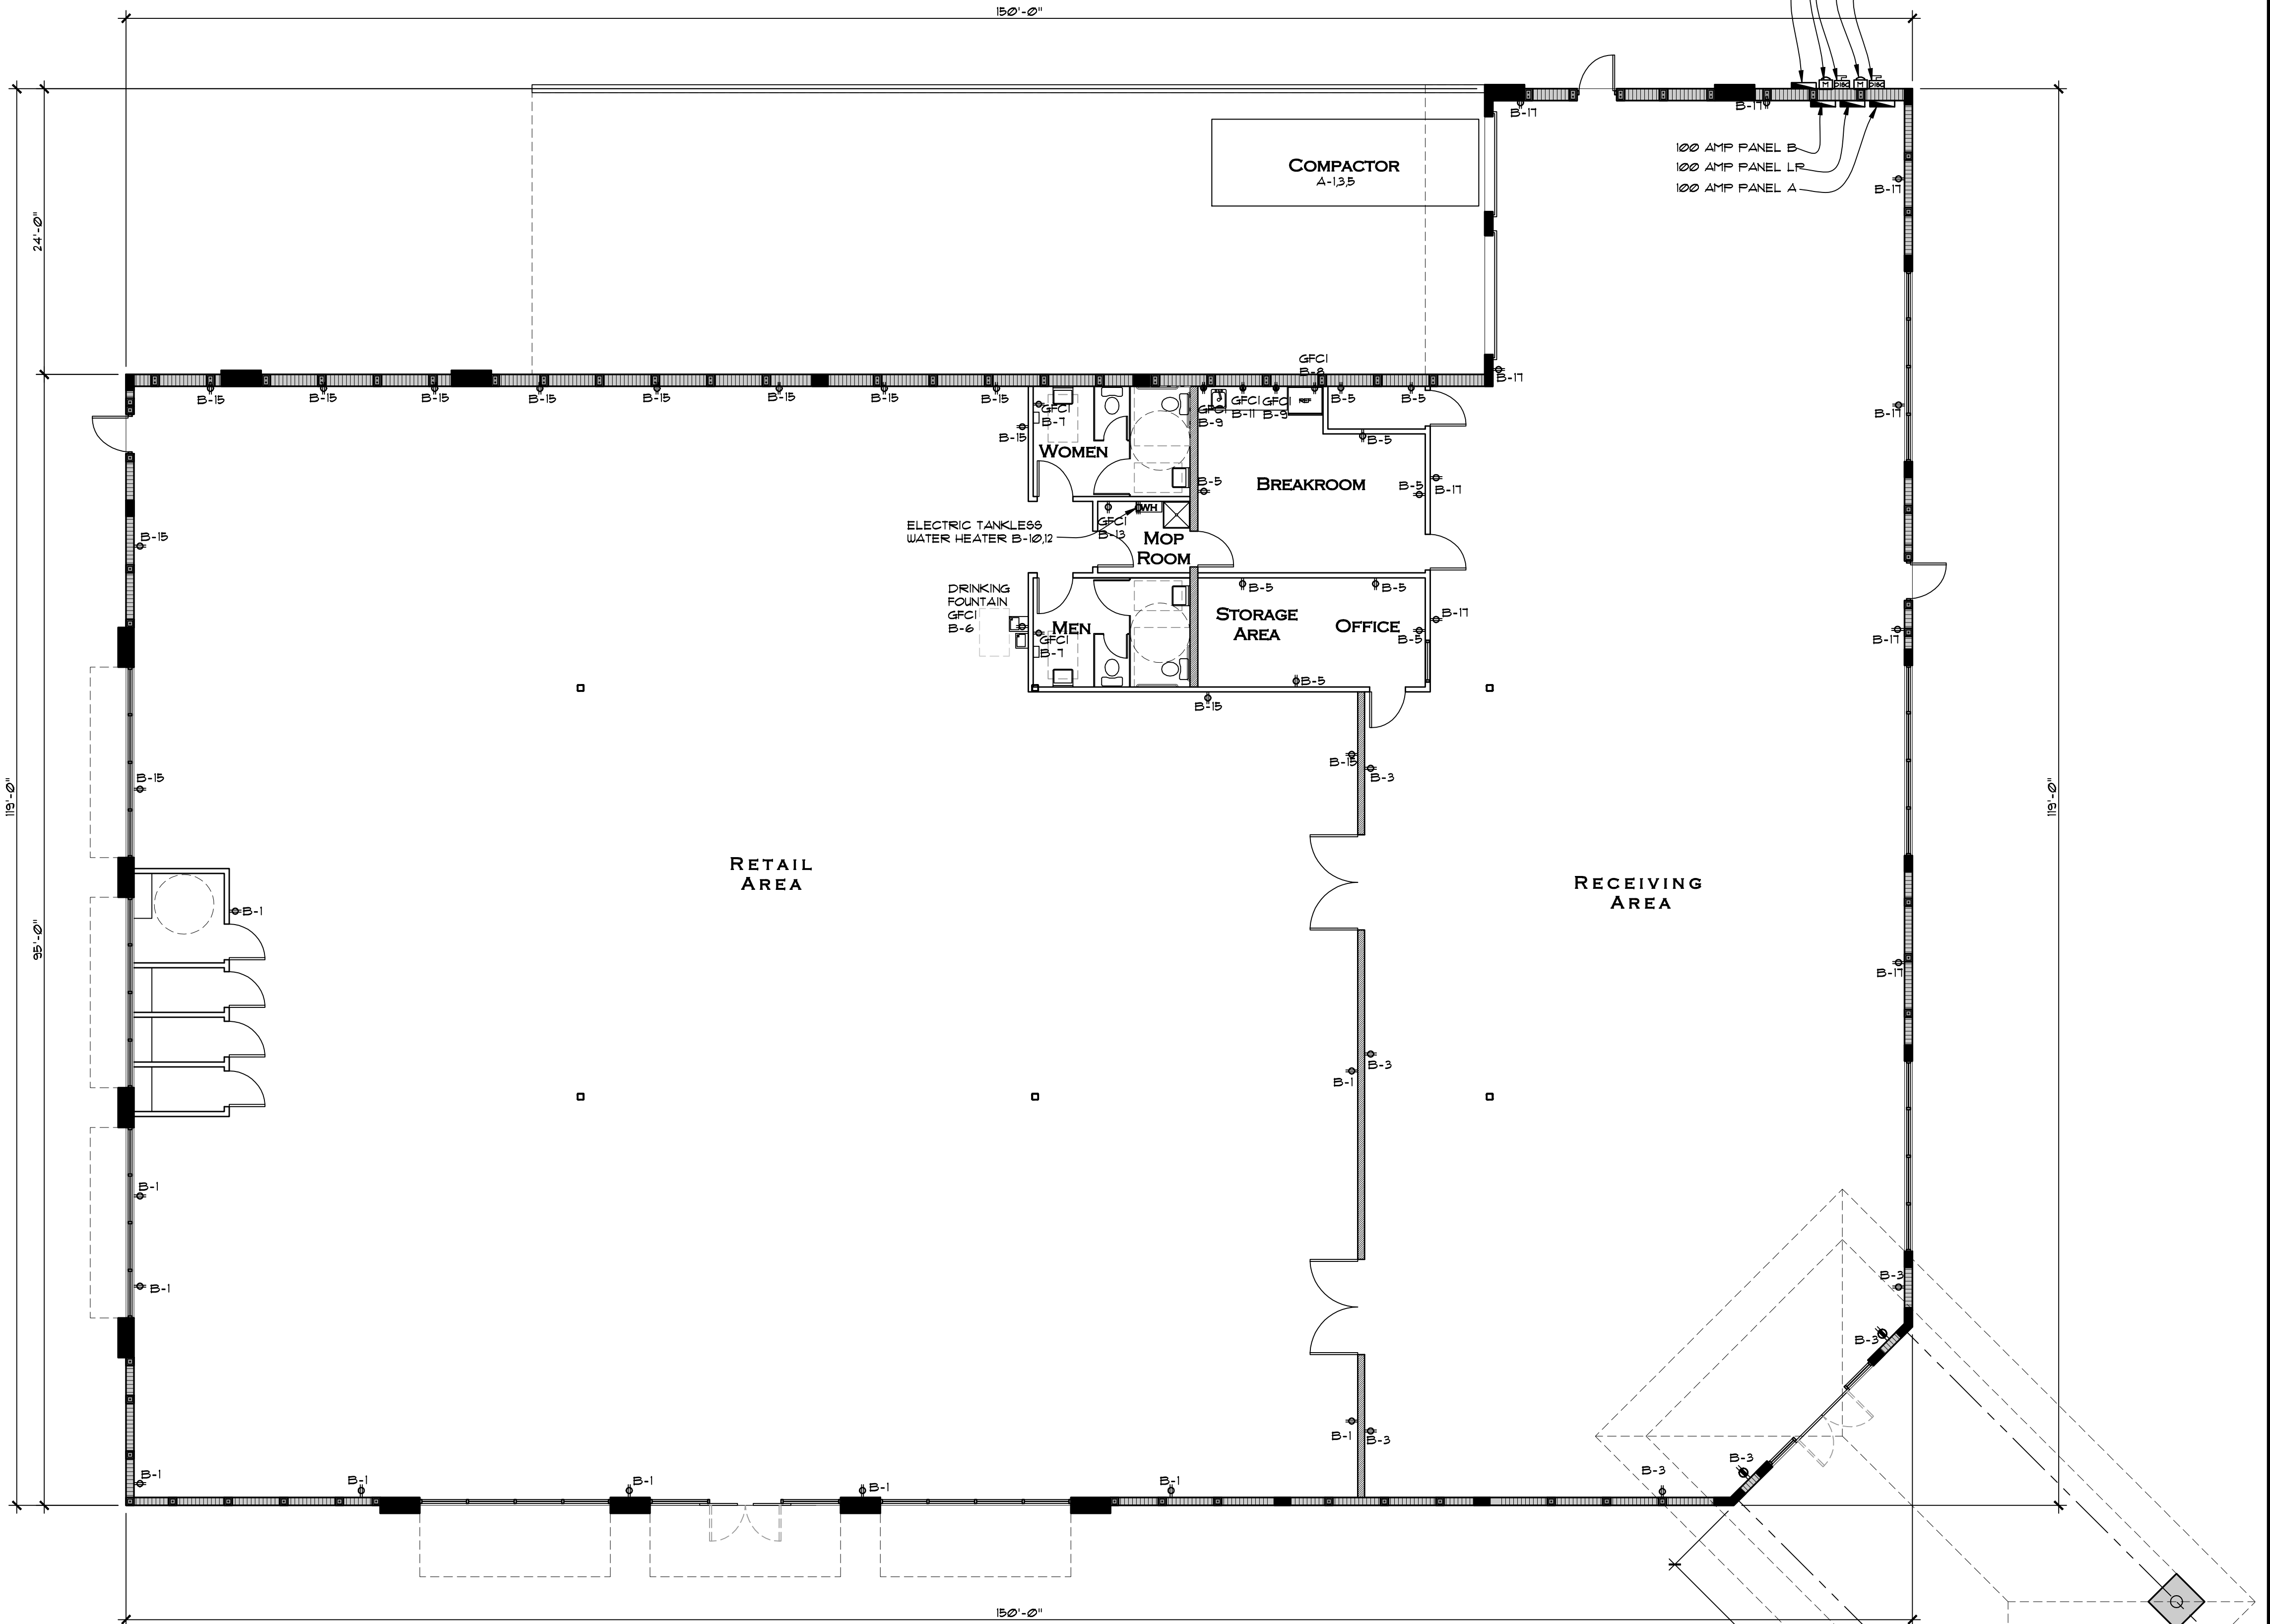 150'-0"
B-17
B-17
100 AMP PANEL B
100 AMP PANEL LP
100 AMP PANEL A
COMPACTOR
A-1,3,5
B-17
24'-0"
GFCI
B-8
B-17
B-15
B-15
B-15
B-15
B-15
B-15
B-15
B-15
GFCI
B-7
B-15
WOMEN
GFCI
B-9
GFCI
B-11
GFCI
B-9
REF
B-5
B-5
B-5
B-17
BREAKROOM
B-5
B-5
B-17
ELECTRIC TANKLESS
WATER HEATER B-10,12
WH
GFCI
B-13
MOP
ROOM
B-15
DRINKING
FOUNTAIN
GFCI
B-6
MEN
GFCI
B-7
B-5
B-5
STORAGE
AREA
OFFICE
B-5
B-17
B-17
B-5
B-15
B-15
B-15
B-3
119'-0"
119'-0"
RETAIL
AREA
RECEIVING
AREA
B-1
95'-0"
B-17
B-1
B-3
B-1
B-1
B-3
B-3
B-1
B-3
B-1
B-1
B-1
B-1
B-1
B-3
B-3
150'-0"